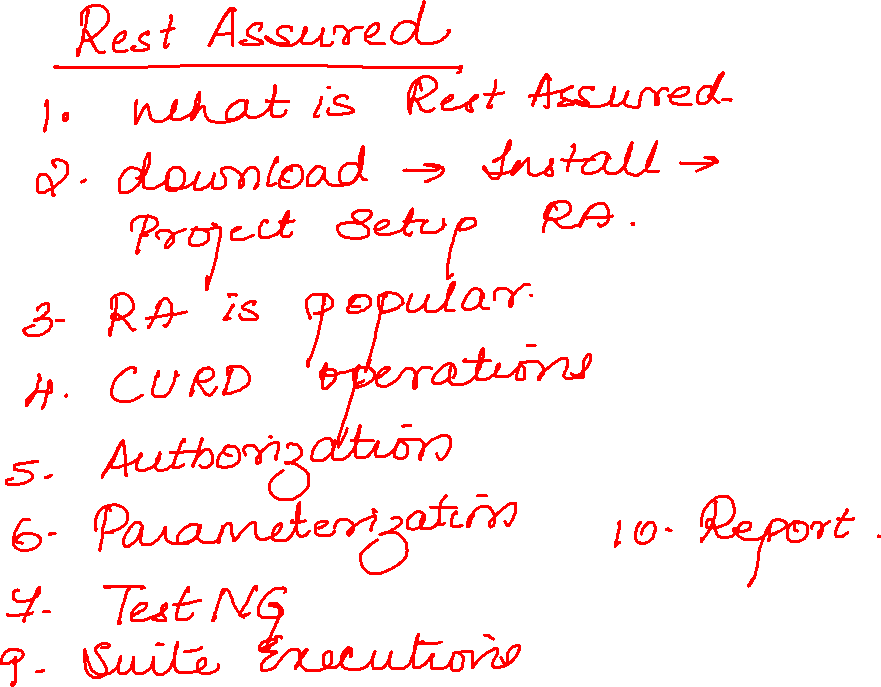 Rest Assured
1. what is Rest Assured.
2. download → Install →
Project Setup RA.
3- RA is popular.
4. CURD operations
5. Authorization
6- Parameterization
10. Report.
7- TestNG
9- Suite Executions